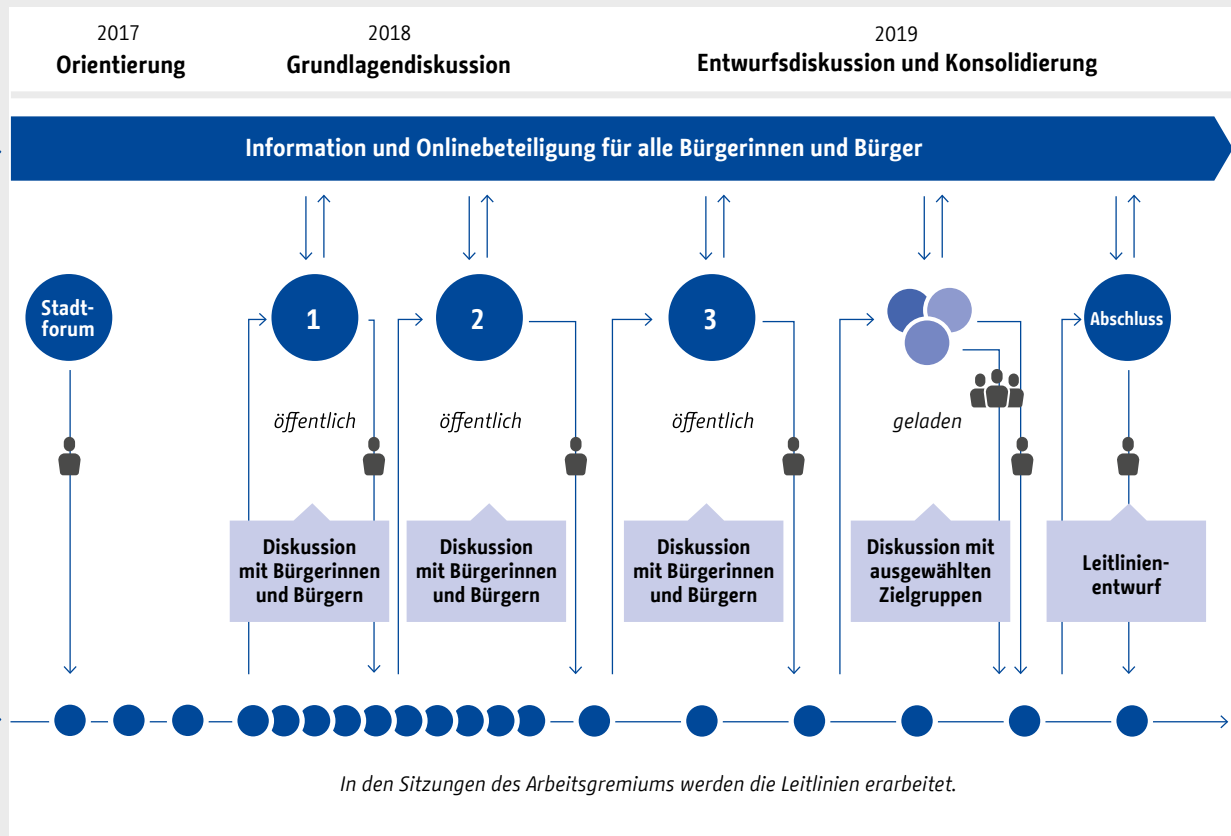 2017
Orientierung
2018
Grundlagendiskussion
2019
Entwurfsdiskussion und Konsolidierung
Information und Onlinebeteiligung für alle Bürgerinnen und Bürger
Stadt-
forum
1
2
3
Abschluss
öffentlich
öffentlich
öffentlich
geladen
Diskussion
mit Bürgerinnen
und Bürgern
Diskussion
mit Bürgerinnen
und Bürgern
Diskussion
mit Bürgerinnen
und Bürgern
Diskussion mit
ausgewählten
Zielgruppen
Leitlinien-
entwurf
In den Sitzungen des Arbeitsgremiums werden die Leitlinien erarbeitet.